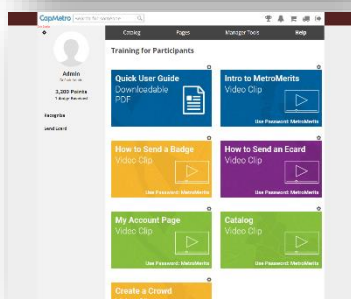 CapMetro
Catalog Pages Manager Tools Help
Training for Participants
Admin
3,200 Points
Recognize
Send Ecard
Quick User Guide
Downloadable
PDF
Intro to MetroMerits
Video Clip
Use Password: MetroMerits
How to Send a Badge
Video Clip
Use Password: MetroMerits
How to Send an Ecard
Video Clip
Use Password: MetroMerits
My Account Page
Video Clip
Use Password: MetroMerits
Catalog
Video Clip
Use Password: MetroMerits
Create a Crowd